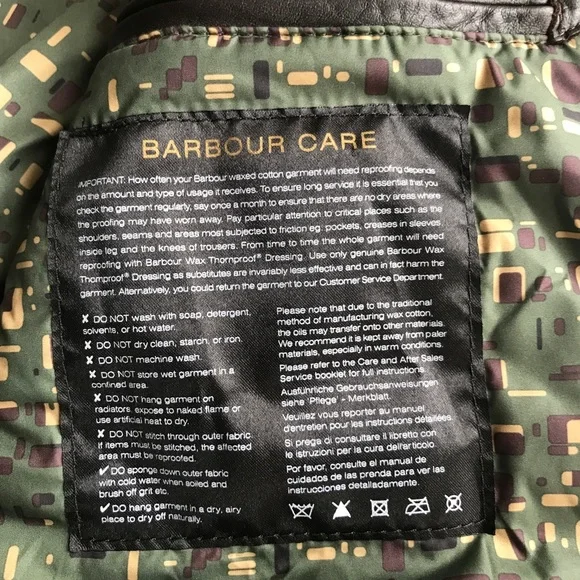 BARBOUR CARE
IMPORTANT: How often your Barbour waxed cotton garment will need reproofing depends
on the amount and type of usage it receives. To ensure long service it is essential that you
check the garment regularly, say once a month to ensure that there are no dry areas where
the proofing may have worn away. Pay particular attention to critical places such as the
shoulders, seams and areas most subjected to friction eg: pockets, creases in sleeves,
inside leg and the knees of trousers. From time to time the whole garment will need
reproofing with Barbour Wax Thornproof® Dressing. Use only genuine Barbour Wax
Thornproof® Dressing as substitutes are invariably less effective and can in fact harm the
garment. Alternatively, you could return the garment to our Customer Service Department.
✗ DO NOT wash with soap, detergent,
solvents, or hot water.
✗ DO NOT dry clean, starch, or iron.
✗ DO NOT machine wash.
✗ DO NOT store wet garment in a
confined area.
✗ DO NOT hang garment on
radiators, expose to naked flame or
use artificial heat to dry.
✗ DO NOT stitch through outer fabric.
If items must be stitched, the affected
area must be reproofed.
✓ DO sponge down outer fabric
with cold water when soiled and
brush off grit etc.
✓ DO hang garment in a dry, airy
place to dry off naturally.
Please note that due to the traditional
method of manufacturing wax cotton,
the oils may transfer onto other materials.
We recommend it is kept away from paler
materials, especially in warm conditions.
Please refer to the Care and After Sales
Service booklet for full instructions.
Ausführliche Gebrauchsanweisungen
siehe 'Pflege' - Merkblatt.
Veuillez vous reporter au manuel
d'entretien pour les instructions détaillées.
Si prega di consultare il libretto con
le istruzioni per la cura dell'articolo.
Por favor, consulte el manual de
cuidados de las prenda para ver las
instrucciones detalladas.